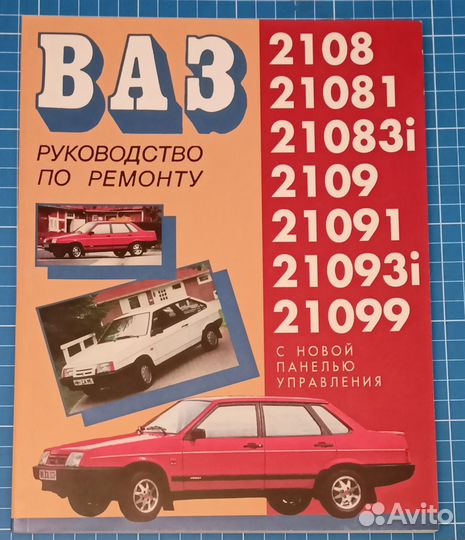 ВАЗ
РУКОВОДСТВО
ПО РЕМОНТУ
2108
21081
21083i
2109
21091
21093i
21099
С НОВОЙ
ПАНЕЛЬЮ
УПРАВЛЕНИЯ
Avito